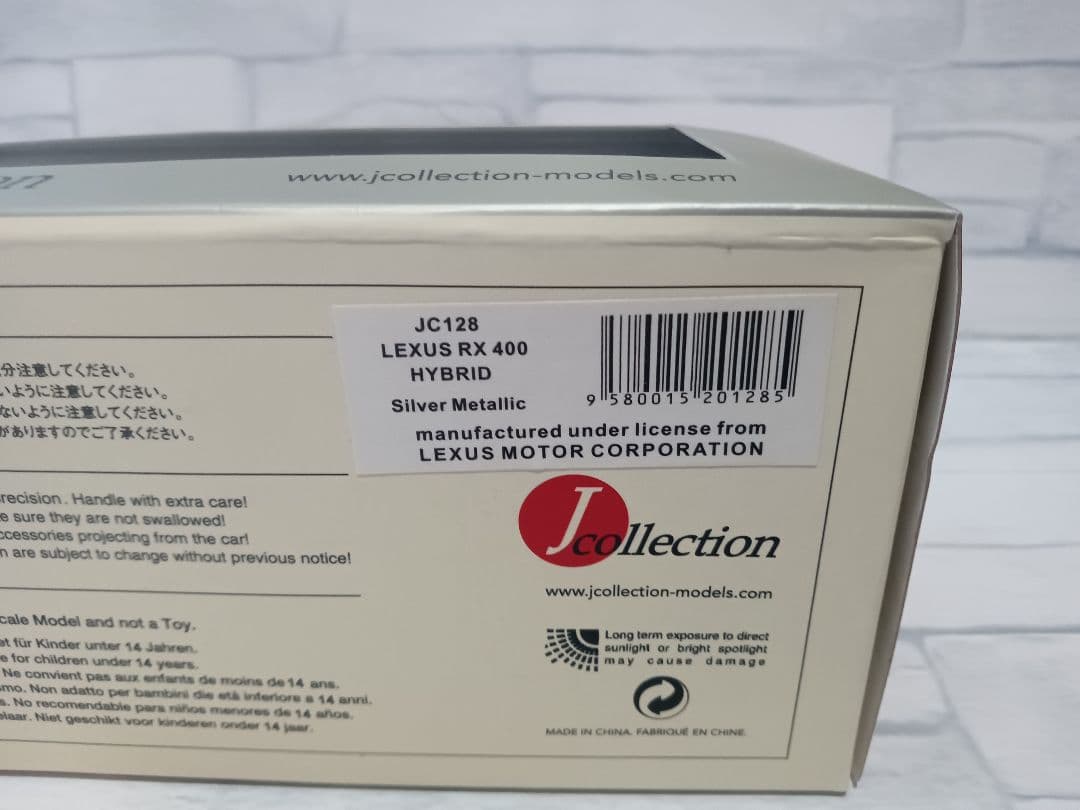 www.jcollection-models.com
JC128
LEXUS RX 400
HYBRID
Silver Metallic
9 580015 201285
manufactured under license from
LEXUS MOTOR CORPORATION
分注意してください。
いように注意してください。
ないように注意してください。
がありますのでご了承ください。
recision. Handle with extra care!
e sure they are not swallowed!
ccessories projecting from the car!
n are subject to change without previous notice!
Jcollection
www.jcollection-models.com
Long term exposure to direct
sunlight or bright spotlight
may cause damage
MADE IN CHINA. FABRIQUÉ EN CHINE.
cale Model and not a Toy.
et für Kinder unter 14 Jahren.
e for children under 14 years.
Ne convient pas aux enfants de moins de 14 ans.
mo. Non adatto per bambini die età inferiore a 14 anni.
s. No recomendable para niños menores de 14 años.
elaar. Niet geschikt voor kinderen onder 14 jaar.